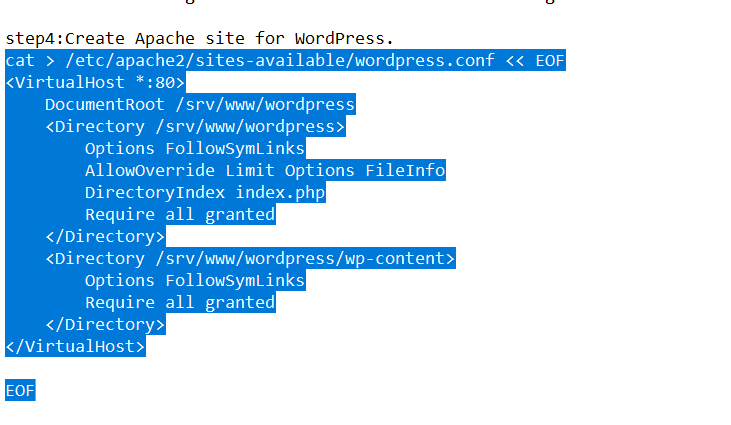 step4:Create Apache site for WordPress.
cat > /etc/apache2/sites-available/wordpress.conf << EOF
<VirtualHost *:80>
    DocumentRoot /srv/www/wordpress
    <Directory /srv/www/wordpress>
        Options FollowSymLinks
        AllowOverride Limit Options FileInfo
        DirectoryIndex index.php
        Require all granted
    </Directory>
    <Directory /srv/www/wordpress/wp-content>
        Options FollowSymLinks
        Require all granted
    </Directory>
</VirtualHost>

EOF